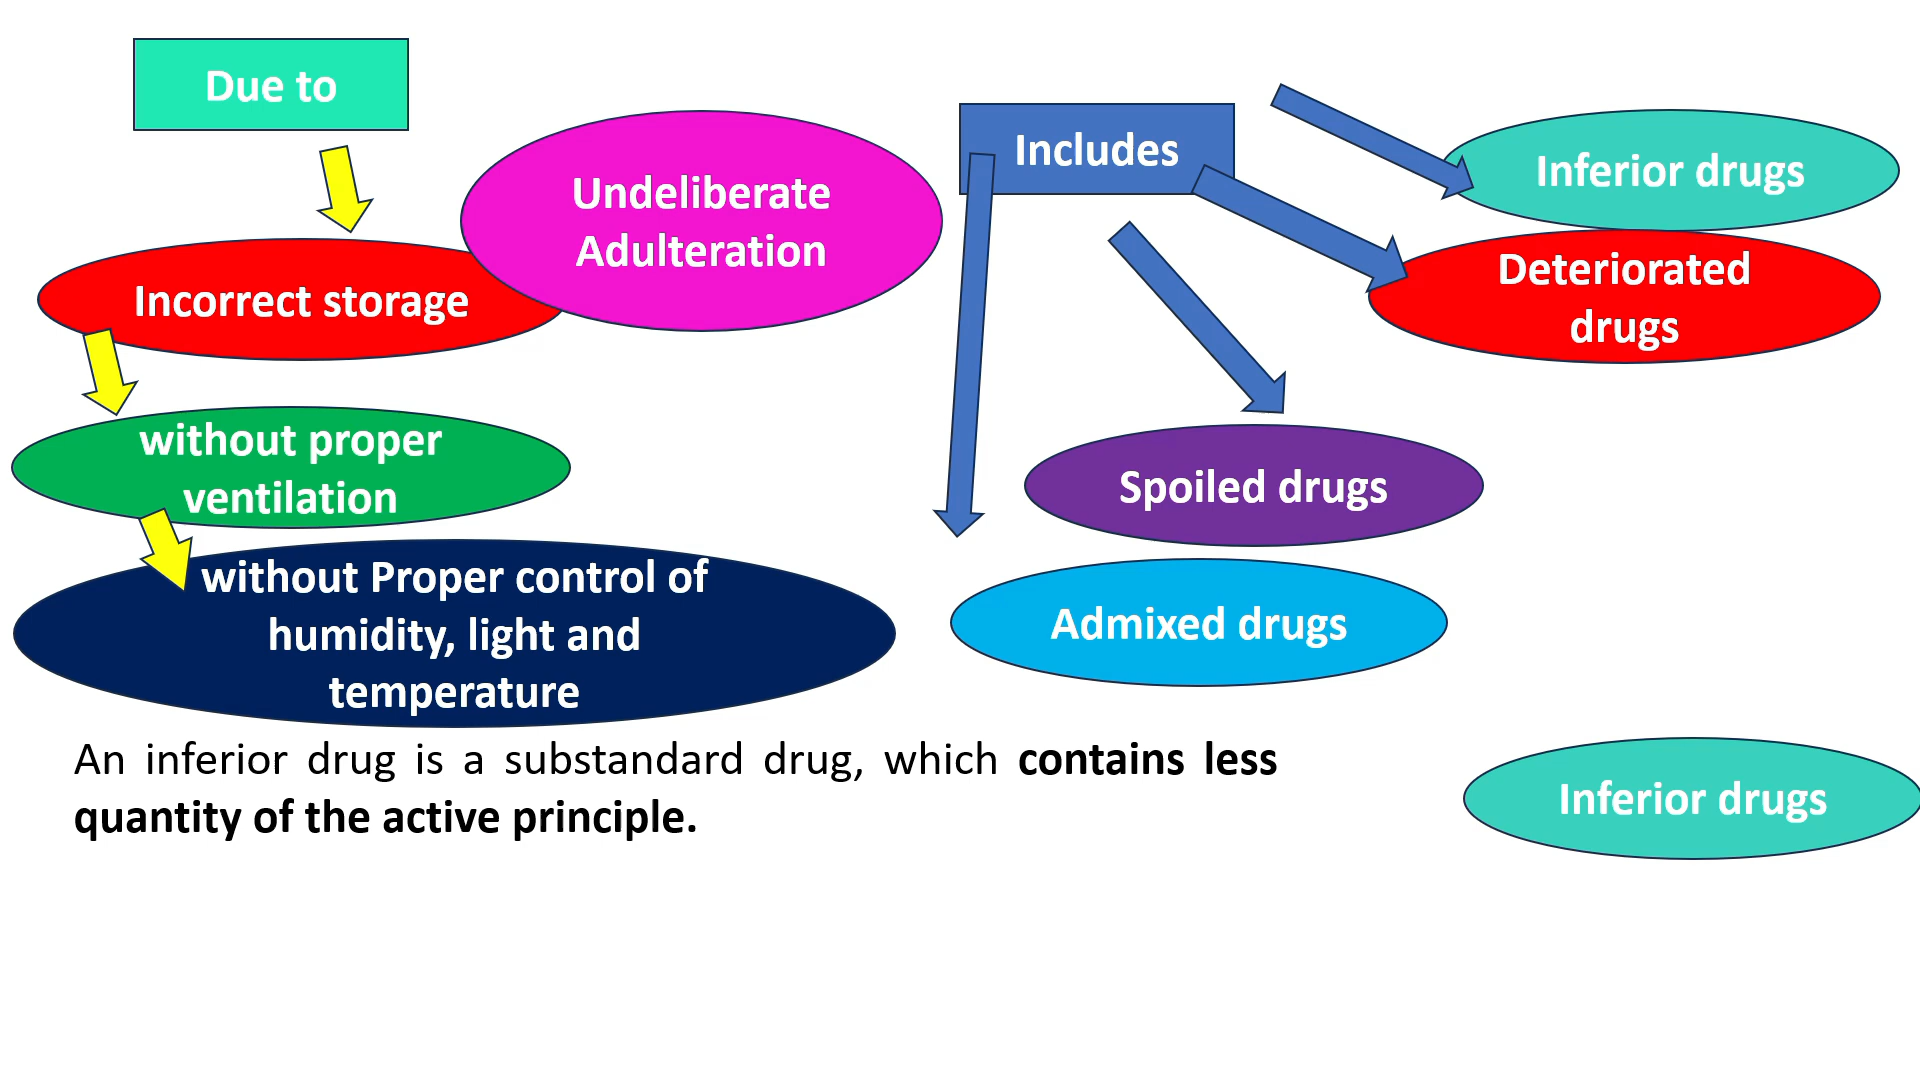 Due to
Undeliberate
Adulteration
Incorrect storage
without proper
ventilation
without Proper control of
humidity, light and
temperature
Includes
Inferior drugs
Deteriorated
drugs
Spoiled drugs
Admixed drugs
An inferior drug is a substandard drug, which contains less
quantity of the active principle.
Inferior drugs